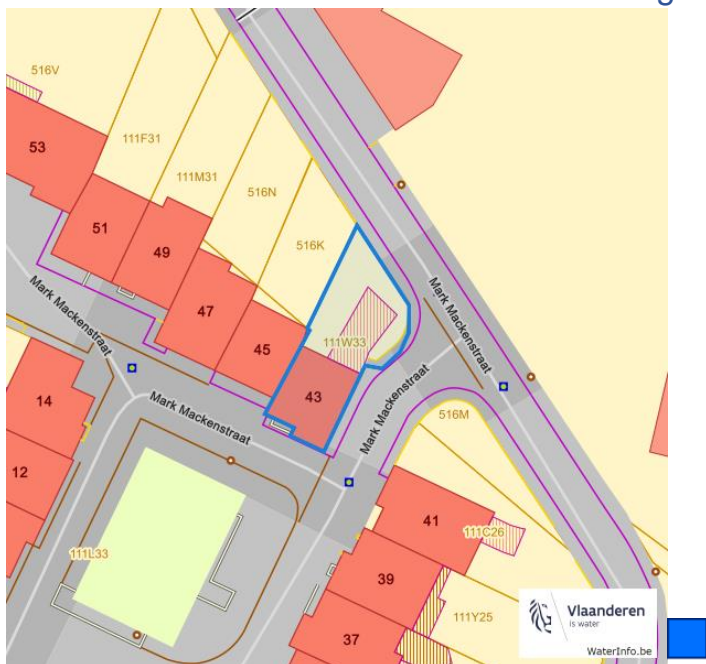 516V
53
111F31
111M31
516N
516K
51
49
47
45
43
111W33
Mark Mackenstraat
Mark Mackenstraat
Mark Mackenstraat
Mark Mackenstraat
14
12
516M
41
111C26
39
111L33
37
111Y25
Vlaanderen
is water
WaterInfo.be